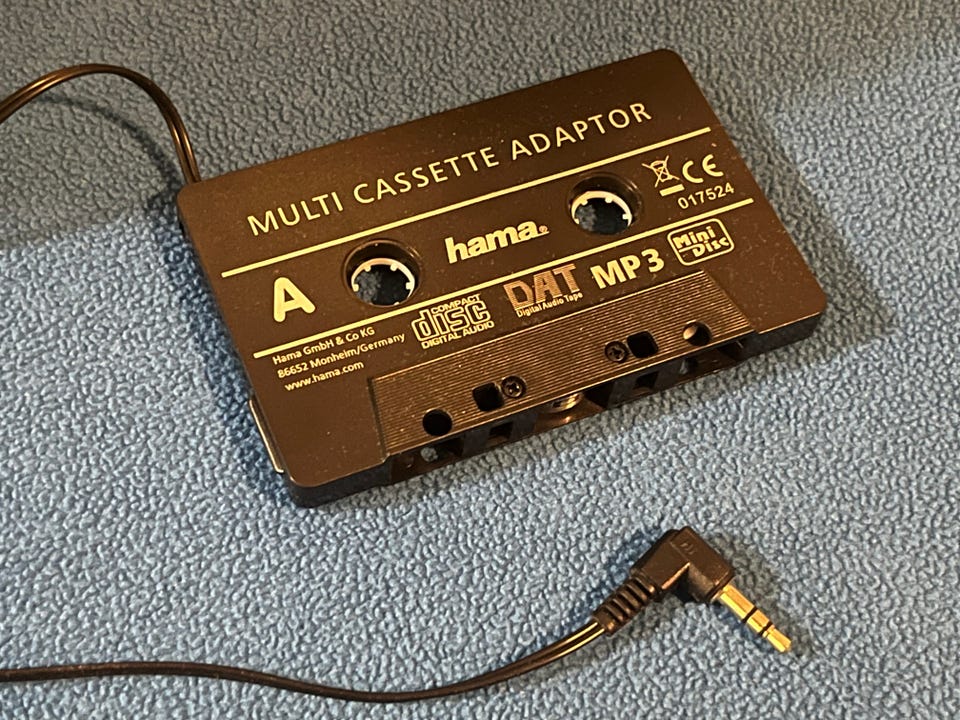 MULTI CASSETTE ADAPTOR
CE
017524
hama®
A
COMPACT
disc
DIGITAL AUDIO
DAT
Digital Audio Tape
MP3
Mini
Disc
Hama GmbH & Co KG
86652 Monheim/Germany
www.hama.com